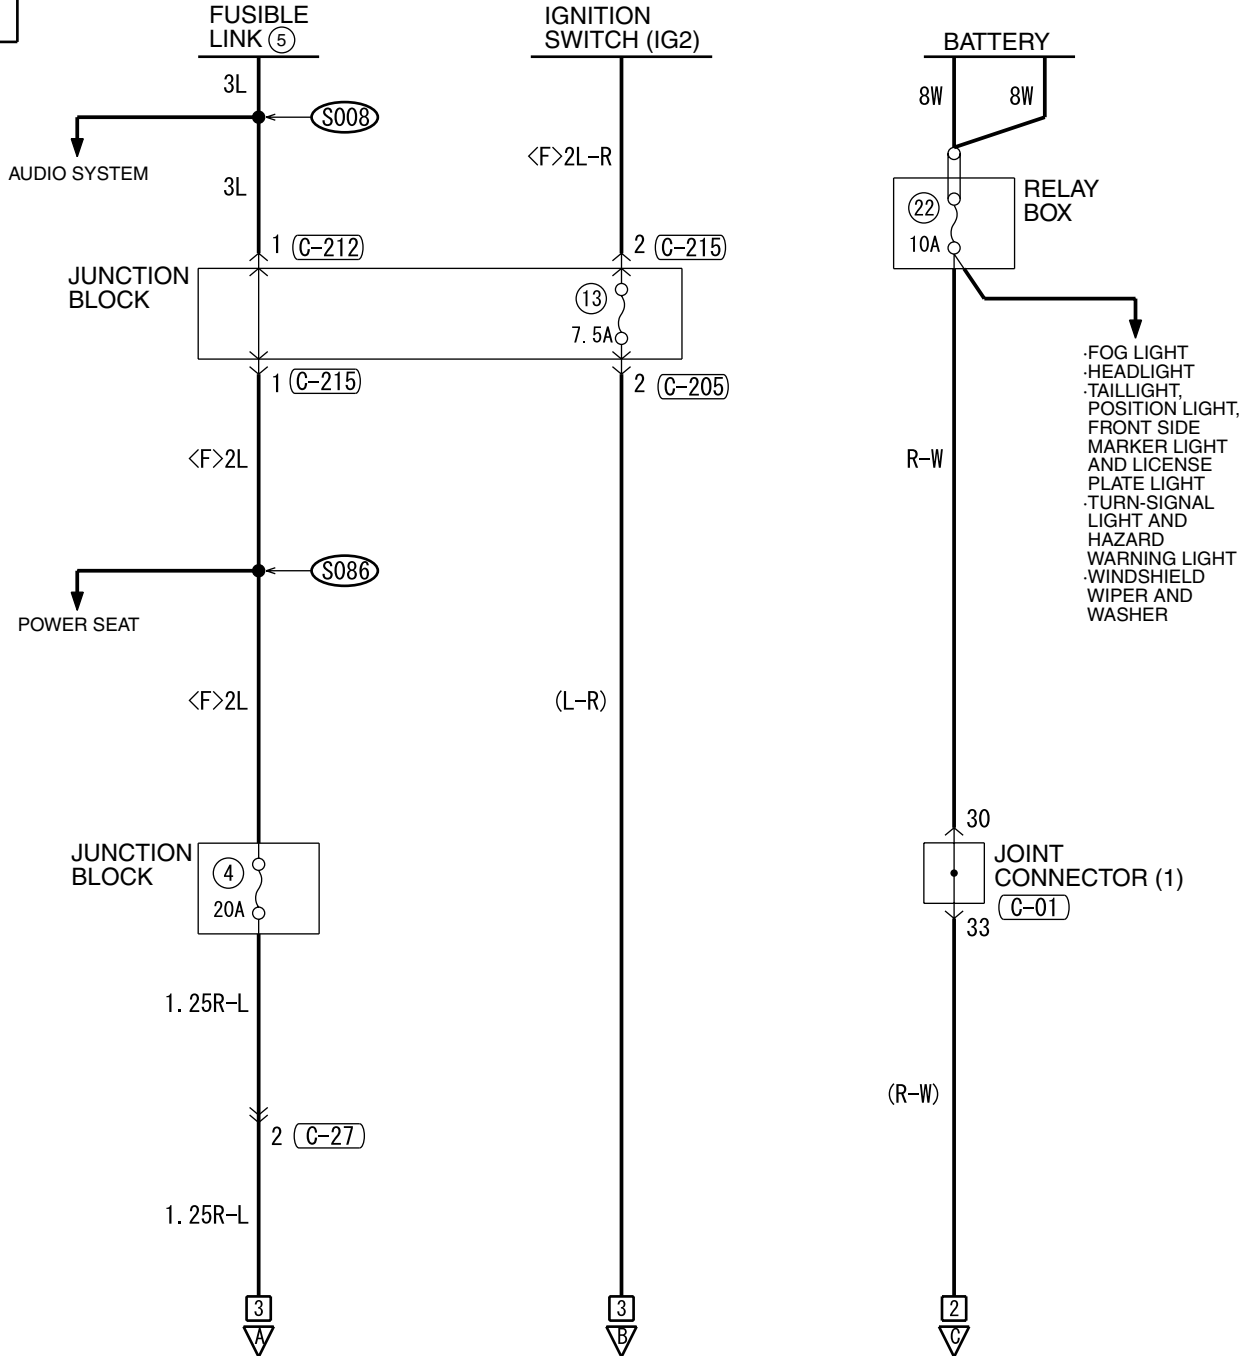 FUSIBLE
LINK ⑤
IGNITION
SWITCH (IG2)
BATTERY
3L
8W
8W
S008
<F>2L-R
AUDIO SYSTEM
3L
RELAY
BOX
22
10A
1 C-212
2 C-215
JUNCTION
BLOCK
13
7.5A
1 C-215
2 C-205
·FOG LIGHT
·HEADLIGHT
·TAILLIGHT,
POSITION LIGHT,
FRONT SIDE
MARKER LIGHT
AND LICENSE
PLATE LIGHT
·TURN-SIGNAL
LIGHT AND
HAZARD
WARNING LIGHT
·WINDSHIELD
WIPER AND
WASHER
<F>2L
R-W
S086
POWER SEAT
<F>2L
(L-R)
30
JUNCTION
BLOCK
4
20A
JOINT
CONNECTOR (1)
C-01
33
1.25R-L
(R-W)
2 C-27
1.25R-L
3
A
3
B
2
C